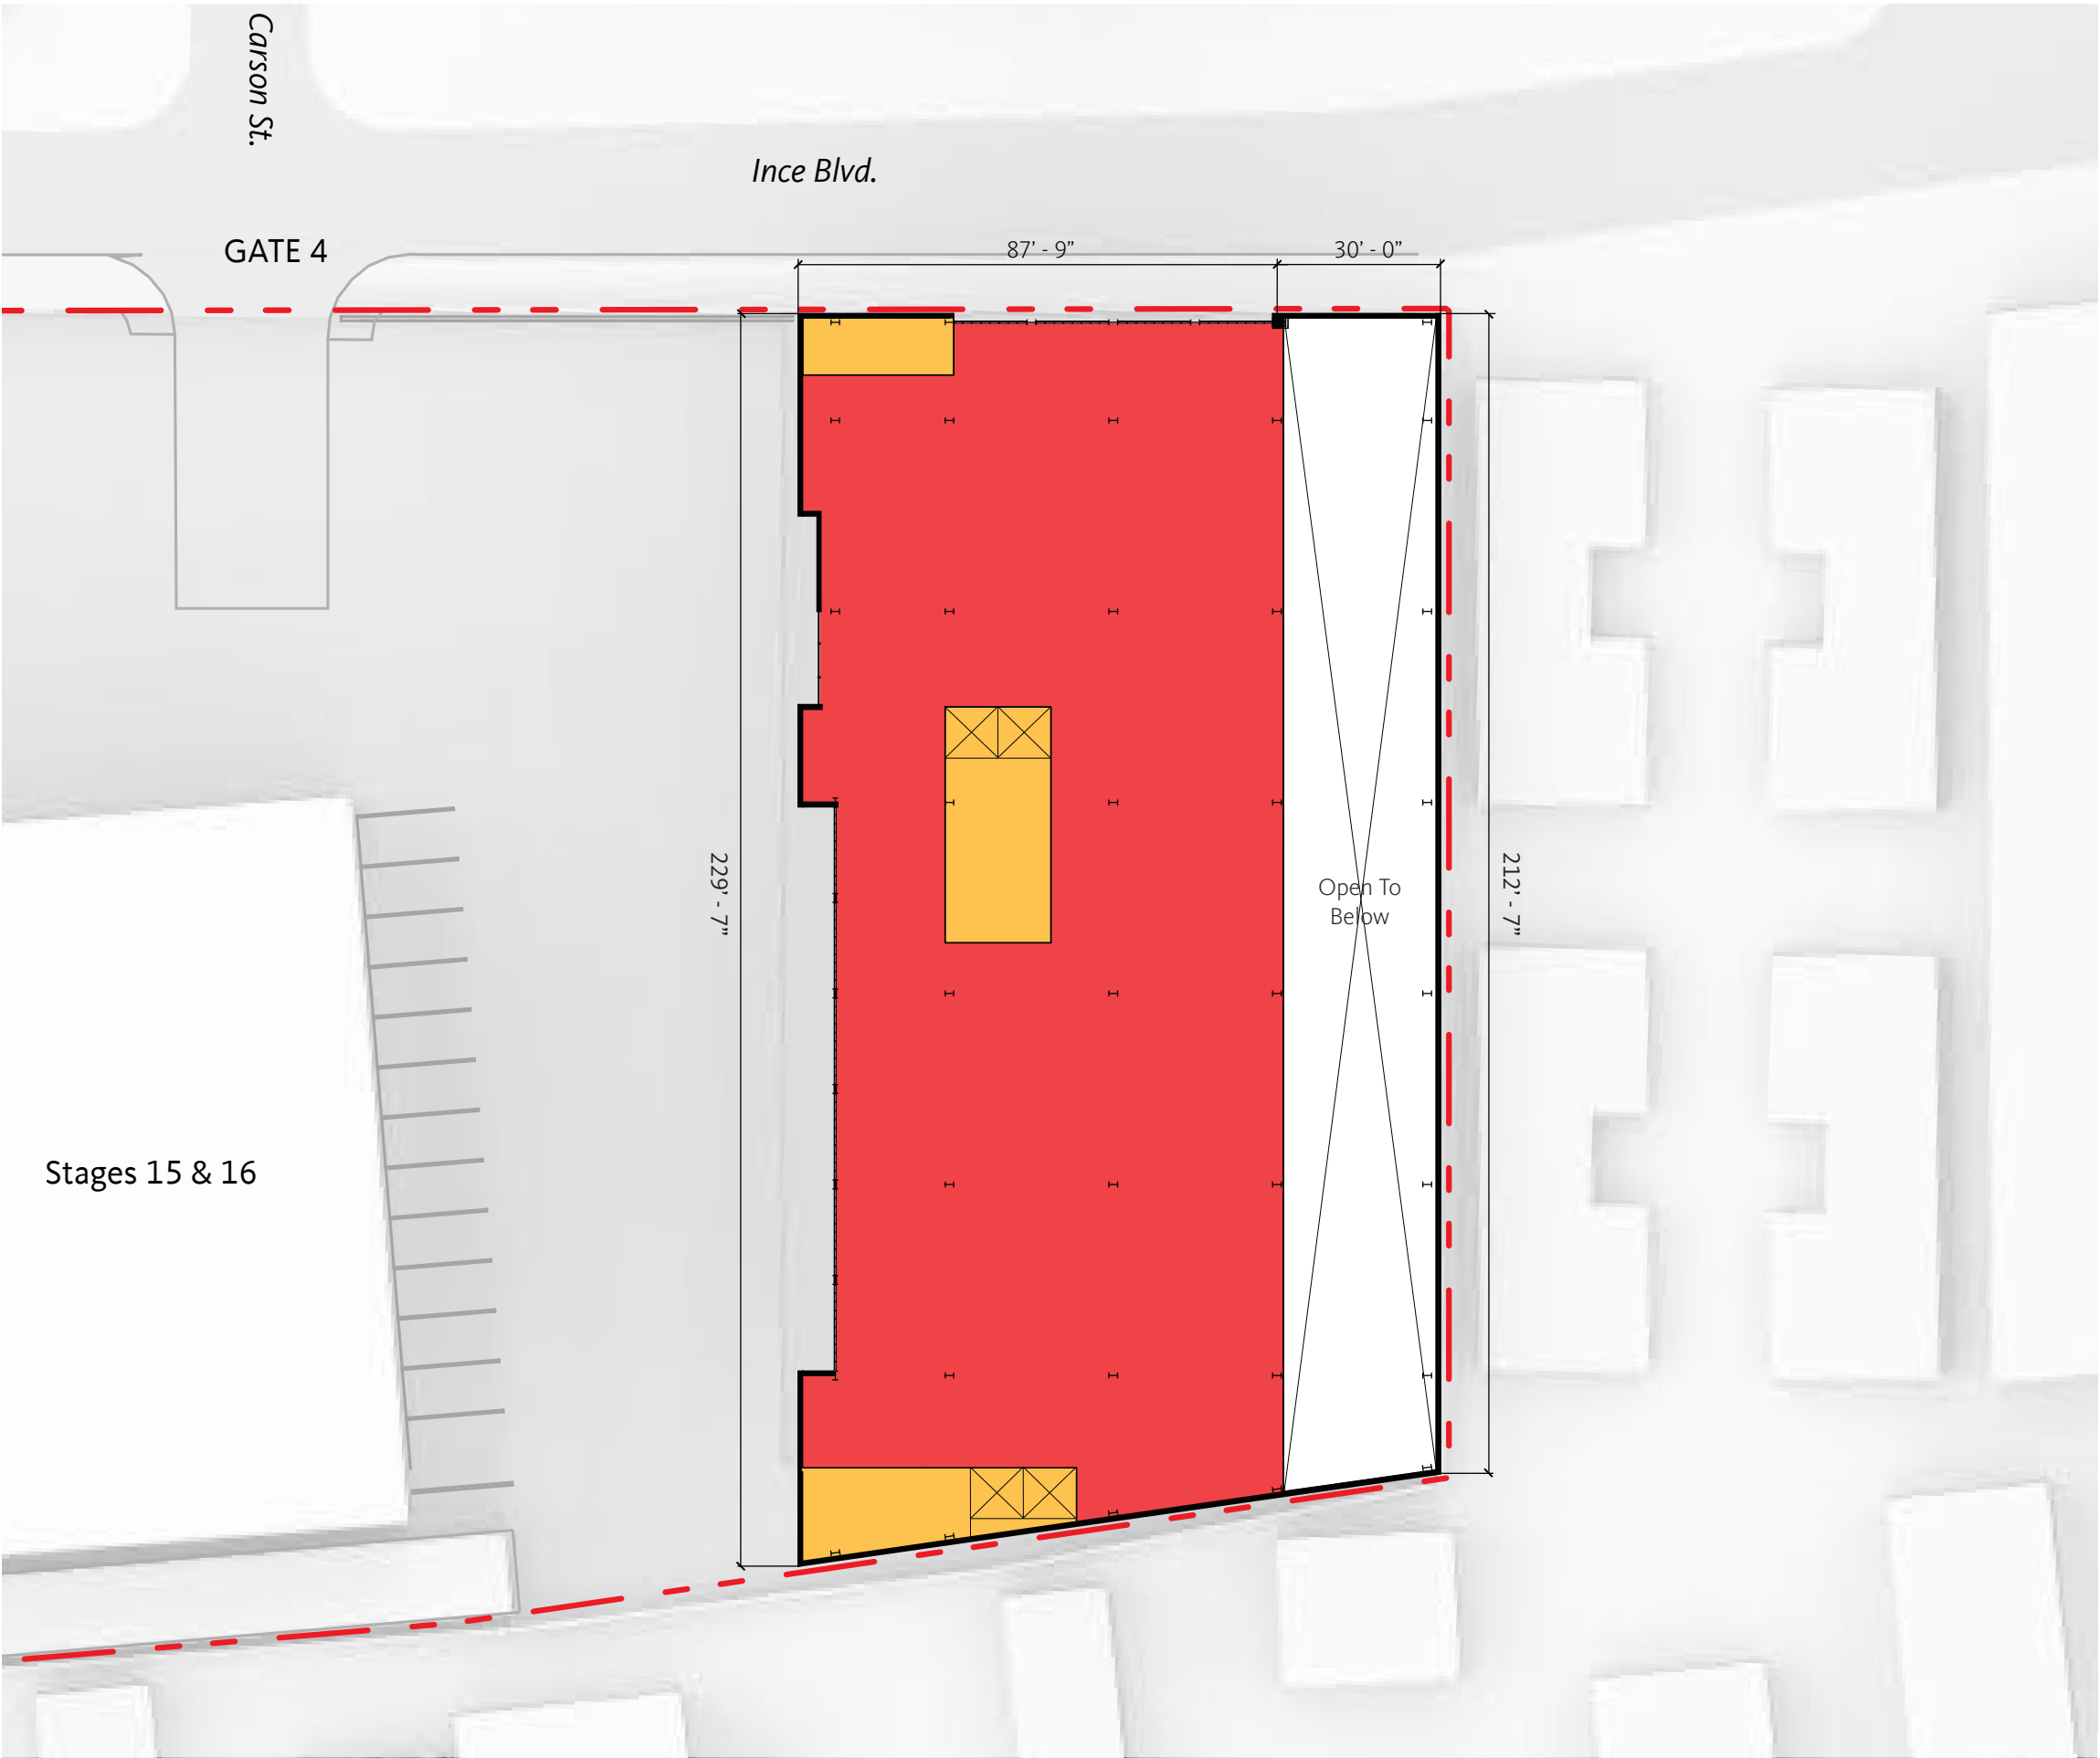 Carson St.
Ince Blvd.
GATE 4
87’ - 9”
30’ - 0”
229’ - 7”
212’ - 7”
Open To
Below
Stages 15 & 16